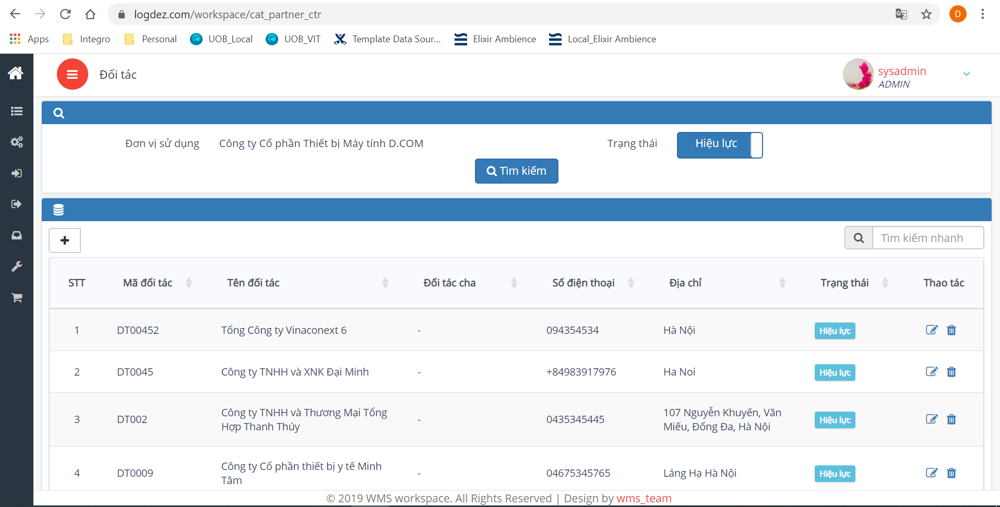 logdez.com/workspace/cat_partner_ctr
D
Apps Integro Personal UOB_Local UOB_VIT Template Data Sour... Elixir Ambience Local_Elixir Ambience
Đối tác
sysadmin
ADMIN
Đơn vị sử dụng Công ty Cổ phần Thiết bị Máy tính D.COM Trạng thái Hiệu lực
Tìm kiếm
Tìm kiếm nhanh
STT Mã đối tác Tên đối tác Đối tác cha Số điện thoại Địa chỉ Trạng thái Thao tác
1 DT00452 Tổng Công ty Vinaconext 6 - 094354534 Hà Nội Hiệu lực
2 DT0045 Công ty TNHH và XNK Đại Minh - +84983917976 Ha Noi Hiệu lực
3 DT002 Công ty TNHH và Thương Mại Tổng Hợp Thanh Thúy - 0435345445 107 Nguyễn Khuyến, Văn Miếu, Đống Đa, Hà Nội Hiệu lực
4 DT0009 Công ty Cổ phần thiết bị y tế Minh Tâm - 04675345765 Láng Hạ Hà Nội Hiệu lực
© 2019 WMS workspace. All Rights Reserved | Design by wms_team